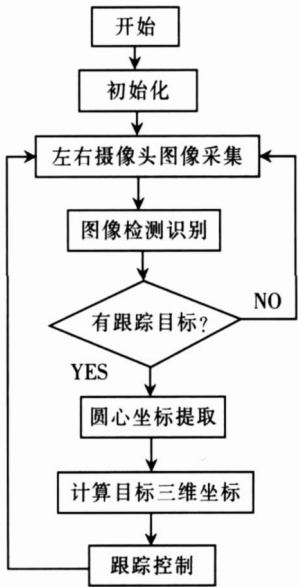 开始
初始化
左右摄像头图像采集
图像检测识别
有跟踪目标?
NO
YES
圆心坐标提取
计算目标三维坐标
跟踪控制